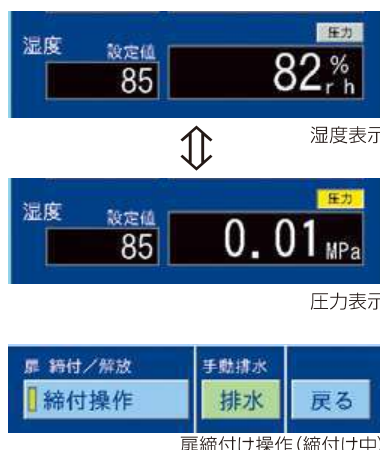 圧力
湿度 設定値
85 82 % rh
湿度表示
圧力
湿度 設定値
85 0.01 MPa
圧力表示
扉 締付/解放 手動排水
締付操作 排水 戻る
扉締付け操作(締付け中)